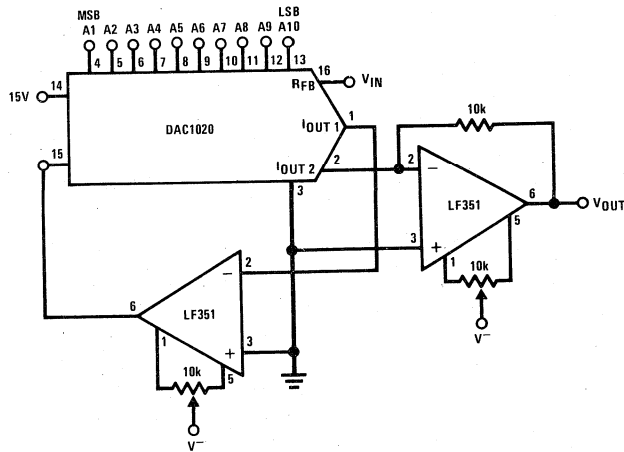 MSB LSB
A1 A2 A3 A4 A5 A6 A7 A8 A9 A10
4 5 6 7 8 9 10 11 12 13
16
RFB VIN
14
15V
DAC1020
1
IOUT 1
10k
15
IOUT 2 2
2
−
3
6
LF351
VOUT
5
3
+
1
10k
V−
2
−
6
LF351
1
3
+
10k
5
V−